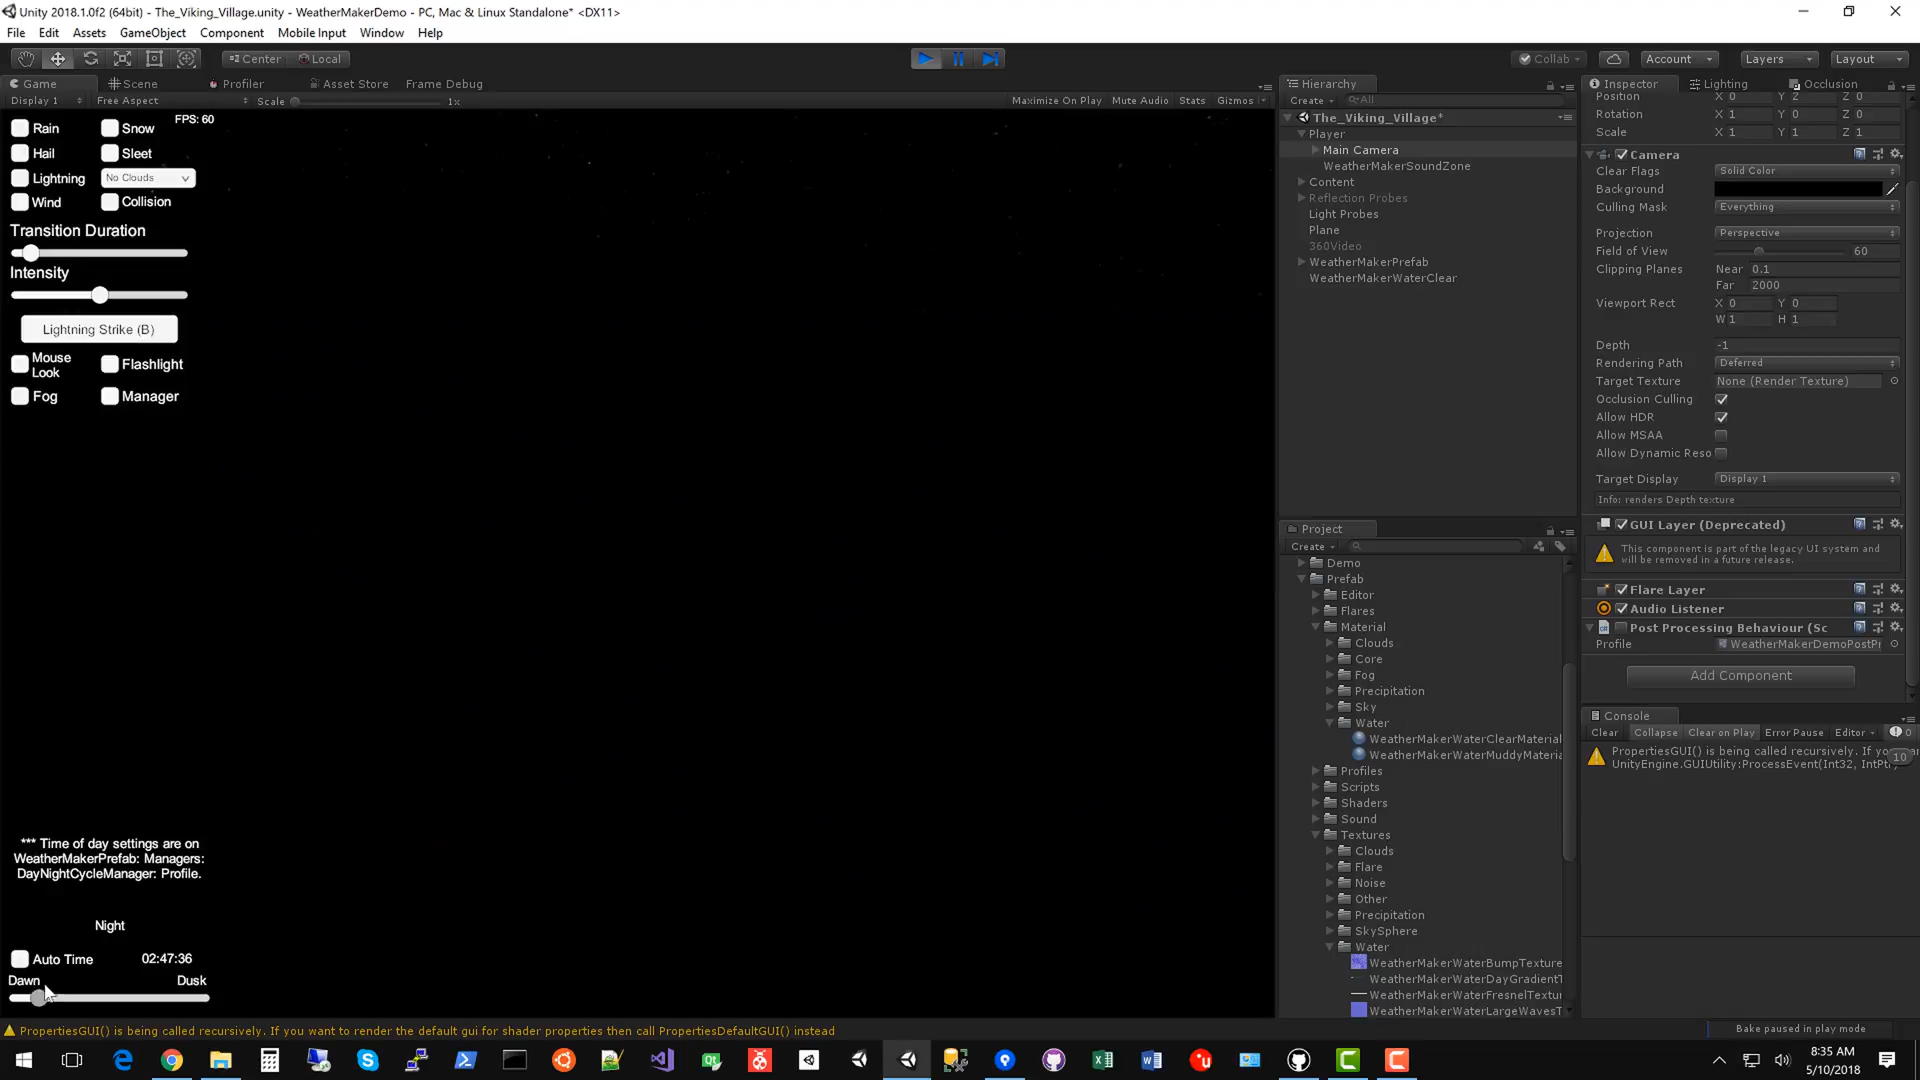 Unity 2018.1.0f2 (64bit) - The_Viking_Village.unity - WeatherMakerDemo - PC, Mac & Linux Standalone* <DX11>
File Edit Assets GameObject Component Mobile Input Window Help
Center Local
Collab Account Layers Layout
Game Scene Profiler Asset Store Frame Debug
Display 1 Free Aspect Scale 1x Maximize On Play Mute Audio Stats Gizmos
FPS: 60
Rain Snow
Hail Sleet
Lightning No Clouds
Wind Collision
Transition Duration
Intensity
Lightning Strike (B)
Mouse Look Flashlight
Fog Manager
*** Time of day settings are on
WeatherMakerPrefab: Managers:
DayNightCycleManager: Profile.
Night
Auto Time 02:47:36
Dawn Dusk
Hierarchy
Create All
The_Viking_Village*
Player
Main Camera
WeatherMakerSoundZone
Content
Reflection Probes
Light Probes
Plane
360Video
WeatherMakerPrefab
WeatherMakerWaterClear
Project
Create
Demo
Prefab
Editor
Flares
Material
Clouds
Core
Fog
Precipitation
Sky
Water
WeatherMakerWaterClearMaterial
WeatherMakerWaterMuddyMateria
Profiles
Scripts
Shaders
Sound
Textures
Clouds
Flare
Noise
Other
Precipitation
SkySphere
Water
WeatherMakerWaterBumpTexture
WeatherMakerWaterDayGradientT
WeatherMakerWaterFresnelTextur
WeatherMakerWaterLargeWavesT
Inspector Lighting Occlusion
Position X 0 Y 2 Z 0
Rotation X 1 Y 0 Z 0
Scale X 1 Y 1 Z 1
Camera
Clear Flags Solid Color
Background
Culling Mask Everything
Projection Perspective
Field of View 60
Clipping Planes Near 0.1
Far 2000
Viewport Rect X 0 Y 0
W 1 H 1
Depth -1
Rendering Path Deferred
Target Texture None (Render Texture)
Occlusion Culling
Allow HDR
Allow MSAA
Allow Dynamic Reso
Target Display Display 1
Info: renders Depth texture
GUI Layer (Deprecated)
This component is part of the legacy UI system and
will be removed in a future release.
Flare Layer
Audio Listener
Post Processing Behaviour (Sc
Profile WeatherMakerDemoPostPr
Add Component
Console
Clear Collapse Clear on Play Error Pause Editor 0
PropertiesGUI() is being called recursively. If you
UnityEngine.GUIUtility:ProcessEvent(Int32, IntPtr 10
PropertiesGUI() is being called recursively. If you want to render the default gui for shader properties then call PropertiesDefaultGUI() instead
Bake paused in play mode
8:35 AM
5/10/2018